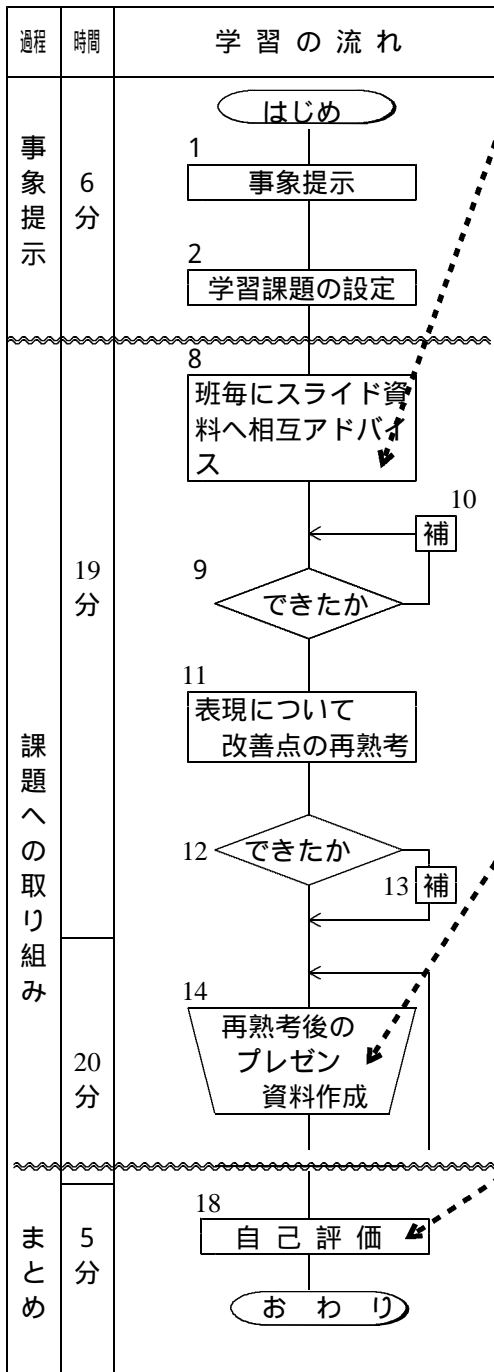 過程 時間 学習の流れ
はじめ
事象提示
6分
1
事象提示
2
学習課題の設定
課題への取り組み
19分
8
班毎にスライド資
料へ相互アドバイ
ス
10
補
9
できたか
11
表現について
改善点の再熟考
12
できたか
13 補
20分
14
再熟考後の
プレゼン
資料作成
まとめ
5分
18
自己評価
おわり